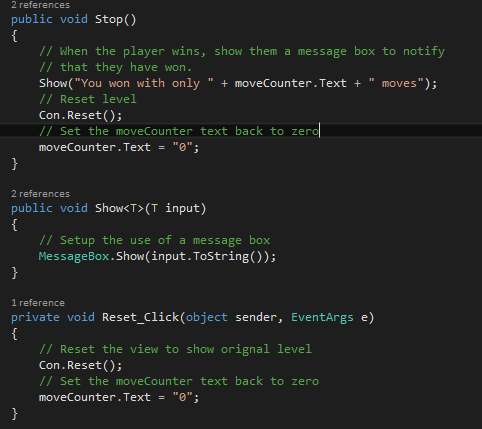 2 references
public void Stop()
{
// When the player wins, show them a message box to notify
// that they have won.
Show("You won with only " + moveCounter.Text + " moves");
// Reset level
Con.Reset();
// Set the moveCounter text back to zero
moveCounter.Text = "0";
}
2 references
public void Show<T>(T input)
{
// Setup the use of a message box
MessageBox.Show(input.ToString());
}
1 reference
private void Reset_Click(object sender, EventArgs e)
{
// Reset the view to show orignal level
Con.Reset();
// Set the moveCounter text back to zero
moveCounter.Text = "0";
}